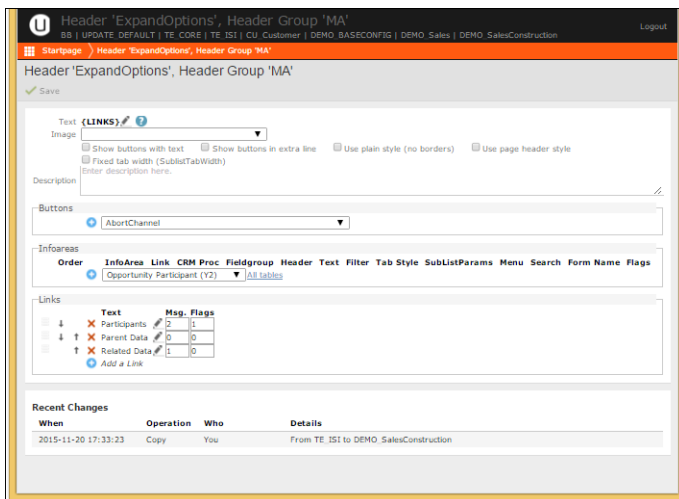 Header 'ExpandOptions', Header Group 'MA'
BB | UPDATE_DEFAULT | TE_CORE | TE_ISI | CU_Customer | DEMO_BASECONFIG | DEMO_Sales | DEMO_SalesConstruction
Logout
Startpage Header 'ExpandOptions', Header Group 'MA'
Header 'ExpandOptions', Header Group 'MA'
Save
Text {LINKS} ?
Image
Show buttons with text Show buttons in extra line Use plain style (no borders) Use page header style
Fixed tab width (SublistTabWidth)
Enter description here.
Description
Buttons
AbortChannel
Infoareas
Order InfoArea Link CRM Proc Fieldgroup Header Text Filter Tab Style SubListParams Menu Search Form Name Flags
Opportunity Participant (Y2) All tables
Links
Text Msg. Flags
Participants 2 1
Parent Data 0 0
Related Data 1 0
Add a Link
Recent Changes
When Operation Who Details
2015-11-20 17:33:23 Copy You From TE_ISI to DEMO_SalesConstruction